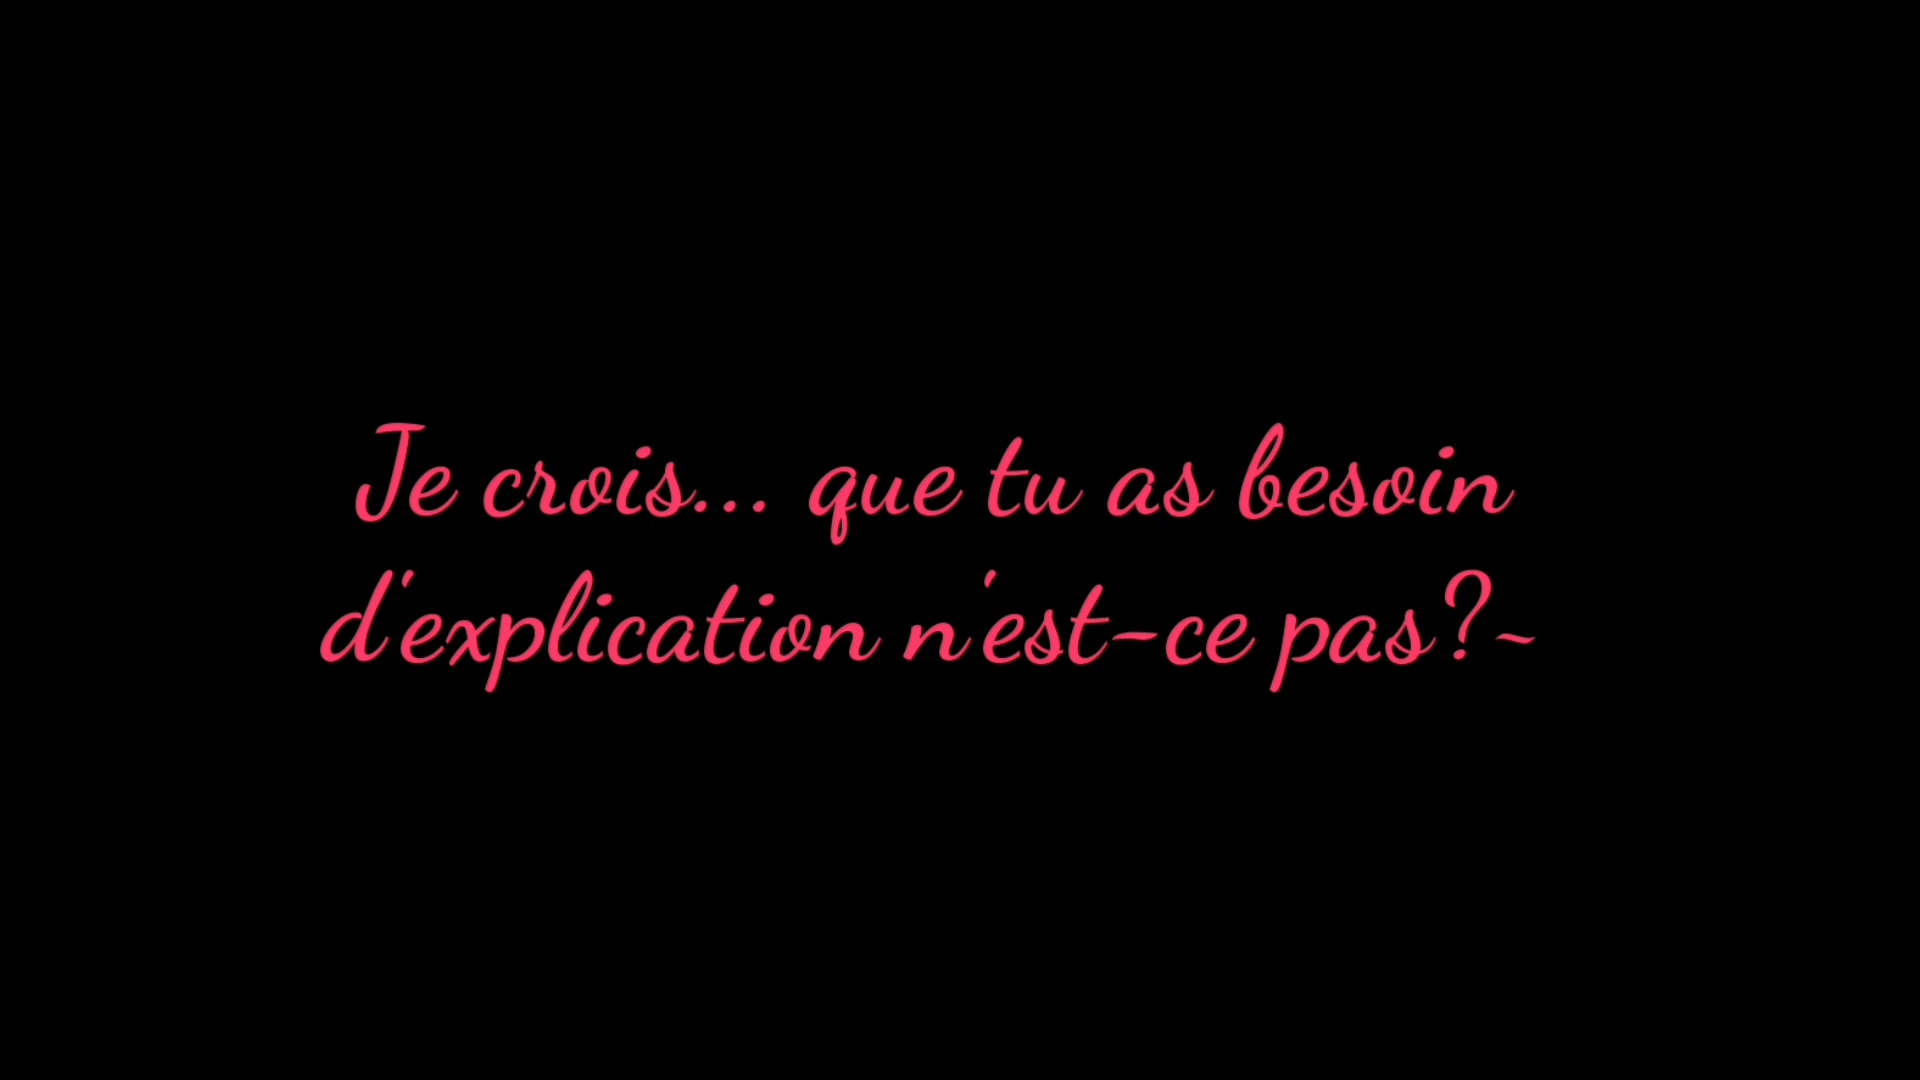 Je crois... que tu as besoin
d'explication n'est-ce pas?~